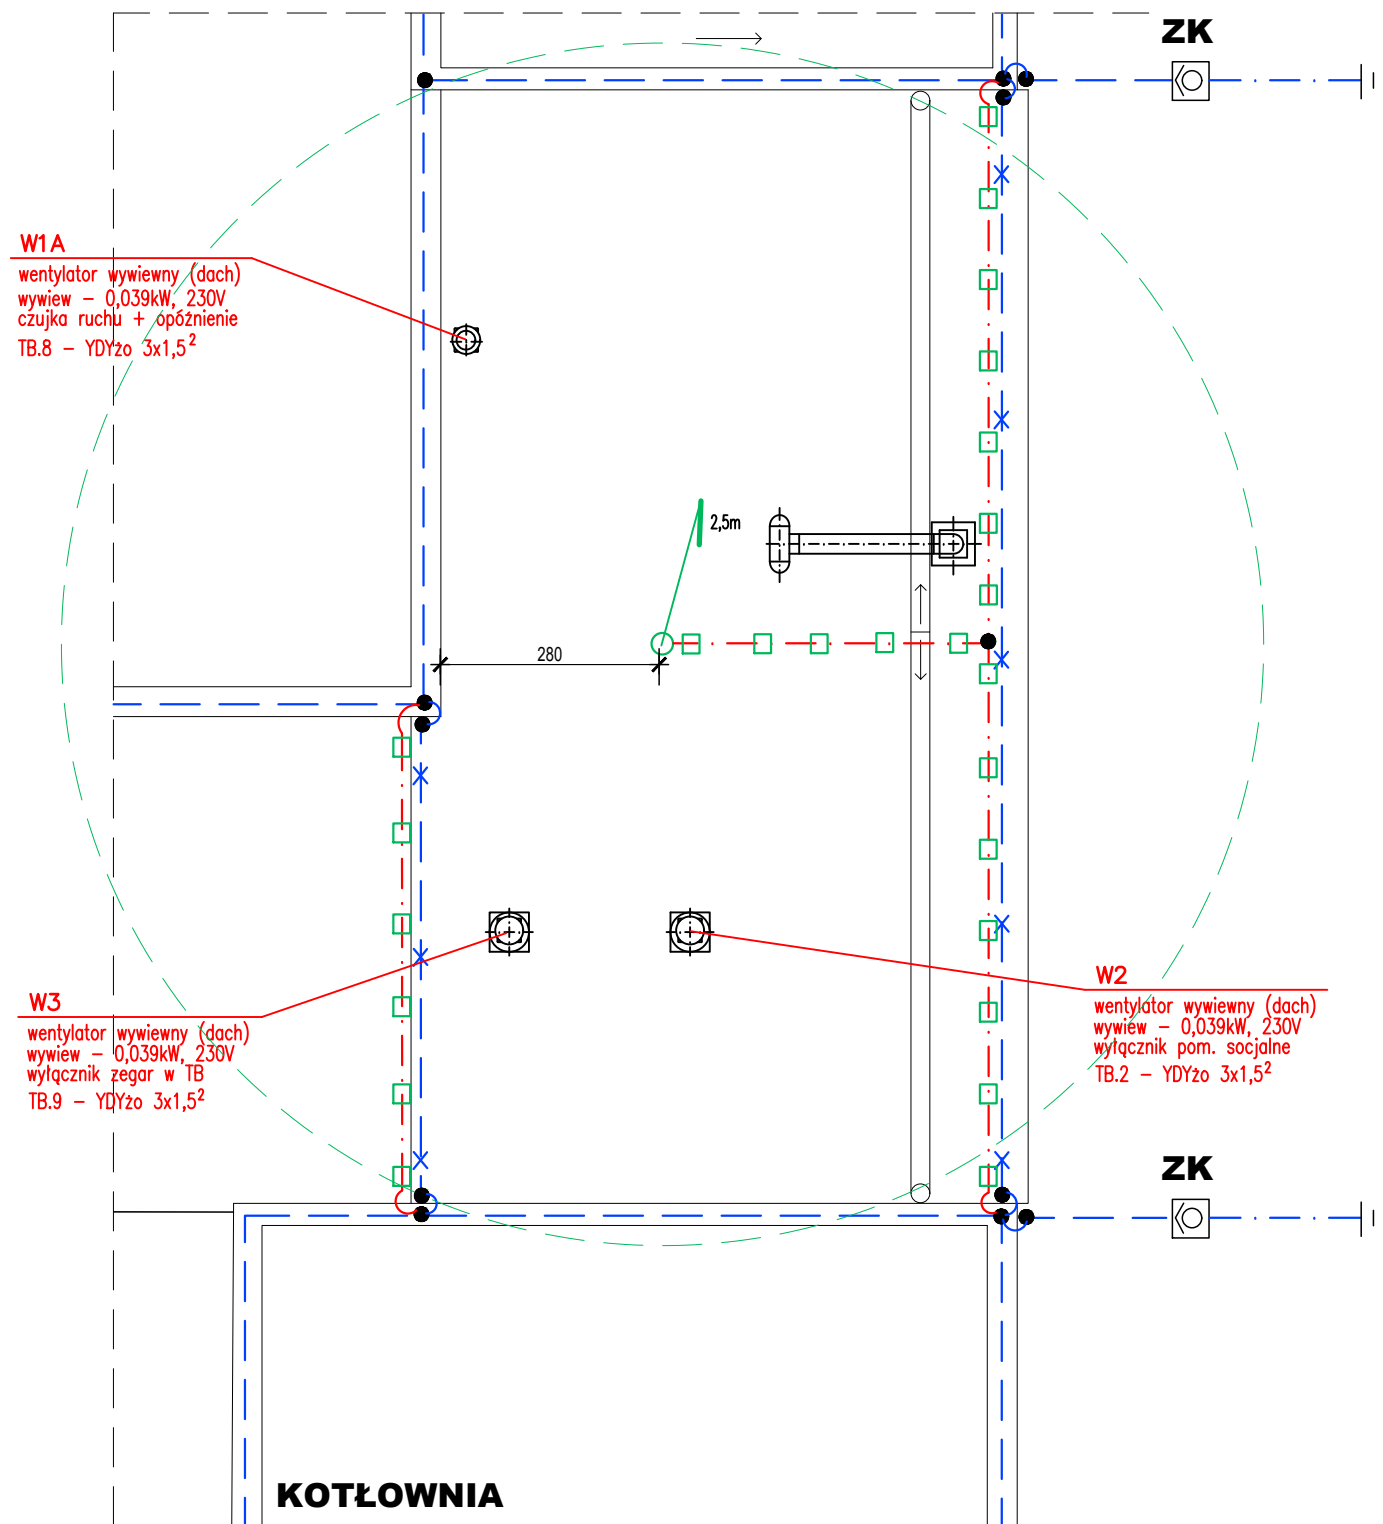 ZK
W1A
wentylator wywiewny (dach)
wywiew – 0,039kW, 230V
czujka ruchu + opóźnienie
TB.8 – YDYżo 3x1,5²
2,5m
280
W3
wentylator wywiewny (dach)
wywiew – 0,039kW, 230V
wyłącznik zegar w TB
TB.9 – YDYżo 3x1,5²
W2
wentylator wywiewny (dach)
wywiew – 0,039kW, 230V
wyłącznik pom. socjalne
TB.2 – YDYżo 3x1,5²
ZK
KOTŁOWNIA